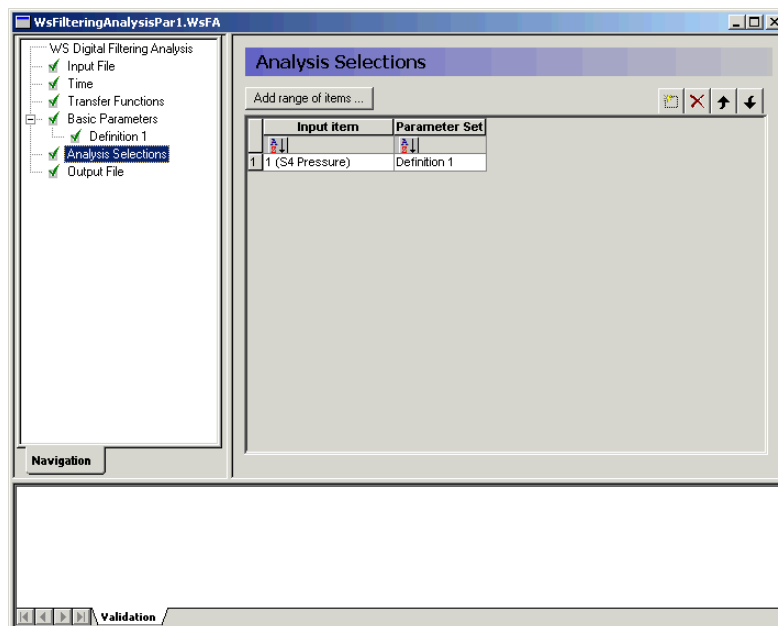 WsFilteringAnalysisPar1.WsFA
WS Digital Filtering Analysis
Input File
Time
Transfer Functions
Basic Parameters
Definition 1
Analysis Selections
Output File
Navigation
Analysis Selections
Add range of items ...
Input item Parameter Set
1 1 (S4 Pressure) Definition 1
Validation